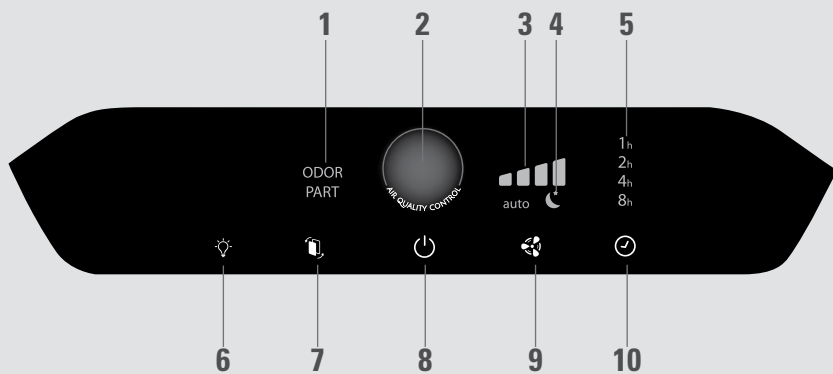 1 2 3 4 5
1h
ODOR
2h
PART
4h
AIR QUALITY CONTROL
auto
8h
6 7 8 9 10